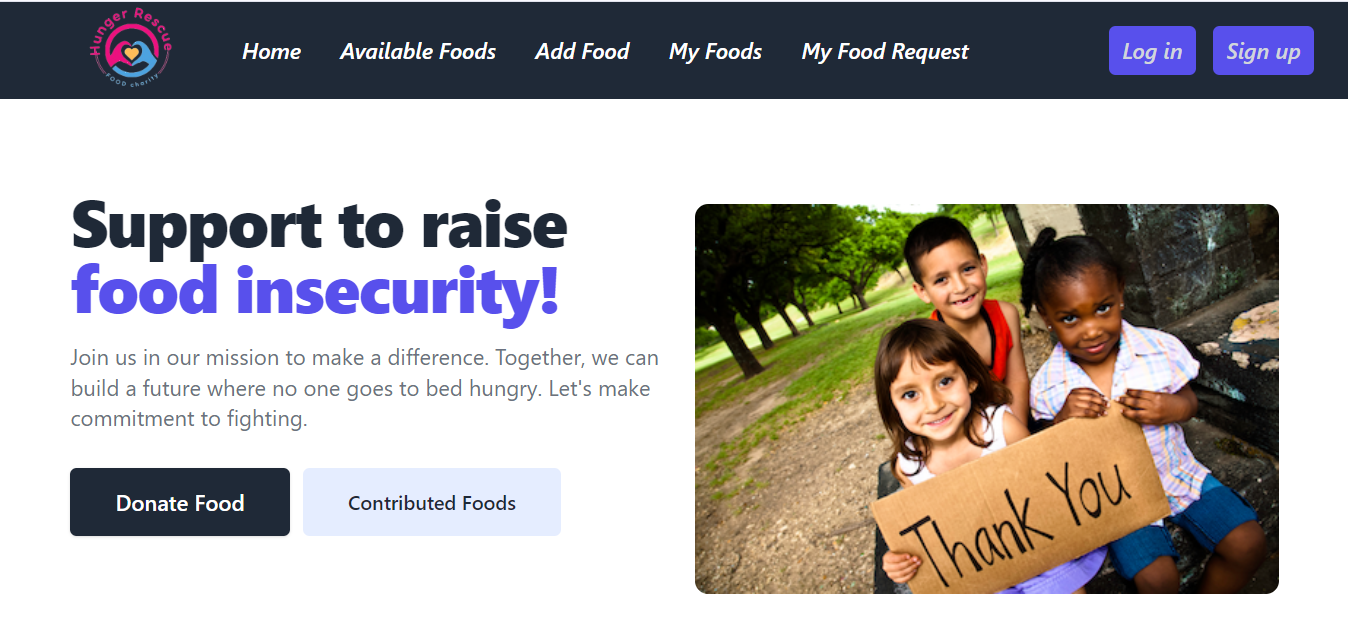 Hunger Rescue
FOOD charity
Home Available Foods Add Food My Foods My Food Request Log in Sign up
Support to raise
food insecurity!
Join us in our mission to make a difference. Together, we can
build a future where no one goes to bed hungry. Let's make
commitment to fighting.
Donate Food Contributed Foods
Thank You